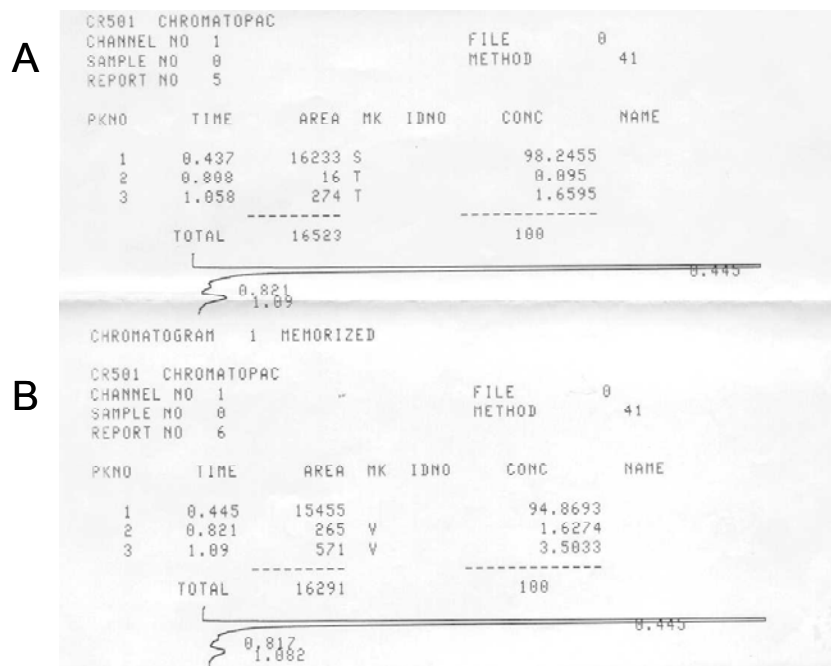 A
CR501 CHROMATOPAC
CHANNEL NO 1 FILE 0
SAMPLE NO 0 METHOD 41
REPORT NO 5
PKNO TIME AREA MK IDNO CONC NAME
1 0.437 16233 S 98.2455
2 0.808 16 T 0.095
3 1.058 274 T 1.6595
--------- -------------
TOTAL 16523 100
0.445
0.821
1.09
CHROMATOGRAM 1 MEMORIZED
B
CR501 CHROMATOPAC
CHANNEL NO 1 FILE 0
SAMPLE NO 0 METHOD 41
REPORT NO 6
PKNO TIME AREA MK IDNO CONC NAME
1 0.445 15455 94.8693
2 0.821 265 V 1.6274
3 1.09 571 V 3.5033
--------- -------------
TOTAL 16291 100
0.445
0.817
1.082